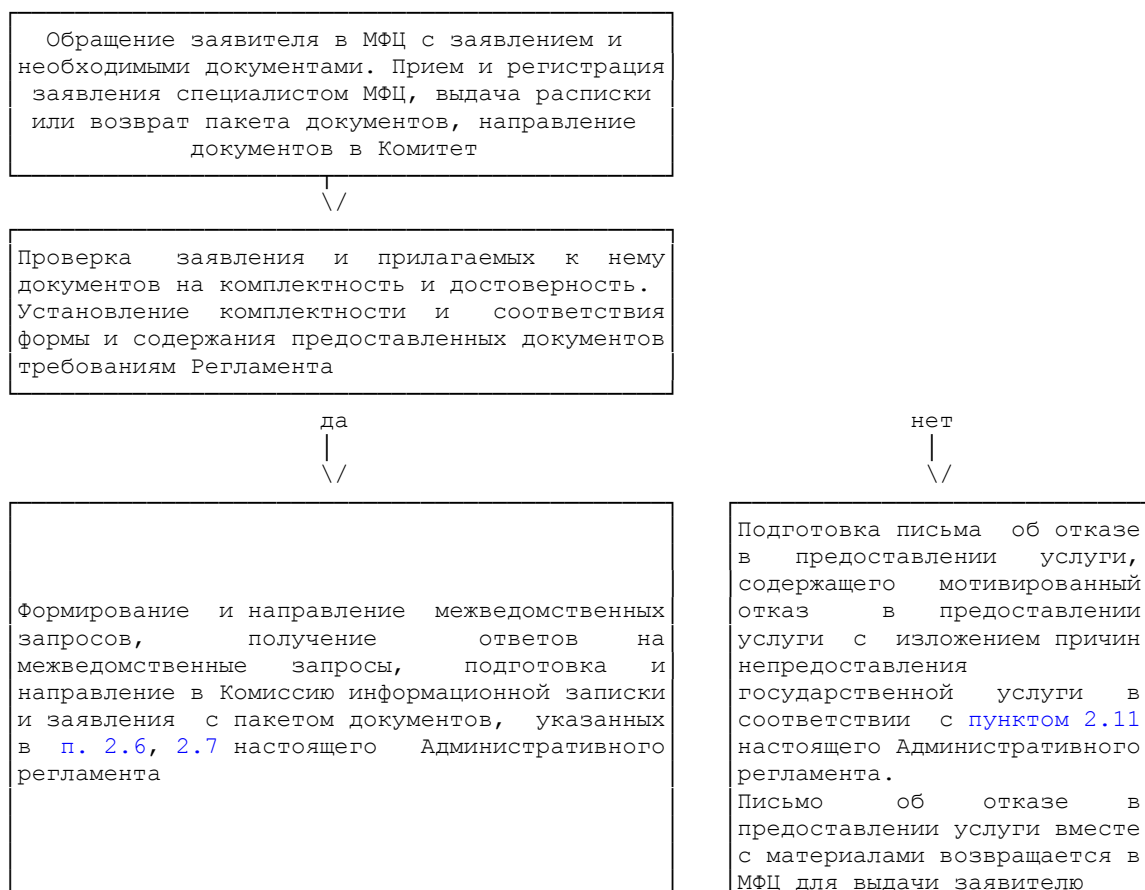 Обращение заявителя в МФЦ с заявлением и
необходимыми документами. Прием и регистрация
заявления специалистом МФЦ, выдача расписки
или возврат пакета документов, направление
документов в Комитет
\/
Проверка заявления и прилагаемых к нему
документов на комплектность и достоверность.
Установление комплектности и соответствия
формы и содержания предоставленных документов
требованиям Регламента
да
\/
Формирование и направление межведомственных
запросов, получение ответов на
межведомственные запросы, подготовка и
направление в Комиссию информационной записки
и заявления с пакетом документов, указанных
в п. 2.6, 2.7 настоящего Административного
регламента
нет
\/
Подготовка письма об отказе
в предоставлении услуги,
содержащего мотивированный
отказ в предоставлении
услуги с изложением причин
непредоставления
государственной услуги в
соответствии с пунктом 2.11
настоящего Административного
регламента.
Письмо об отказе в
предоставлении услуги вместе
с материалами возвращается в
МФЦ для выдачи заявителю